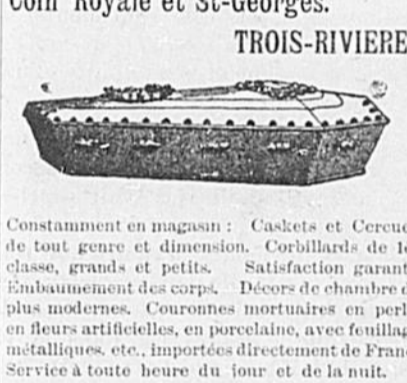 Coin Royale et St-Georges.
TROIS-RIVIERE
Constamment en magasin : Caskets et Cercue
de tout genre et dimension. Corbillards de 1e
classe, grands et petits. Satisfaction garant
Embaumement des corps. Décors de chambre d
plus modernes. Couronnes mortuaires en perl
en fleurs artificielles, en porcelaine, avec feuillag
métalliques, etc., importées directement de Fran
Service à toute heure du jour et de la nuit.